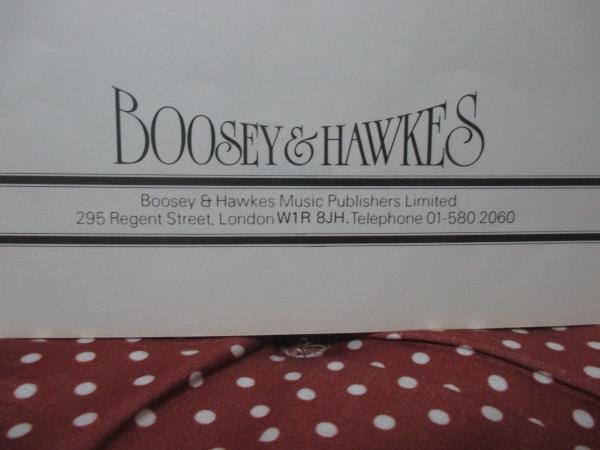 BOOSEY & HAWKES
Boosey & Hawkes Music Publishers Limited
295 Regent Street, London W1R 8JH. Telephone 01-580 2060